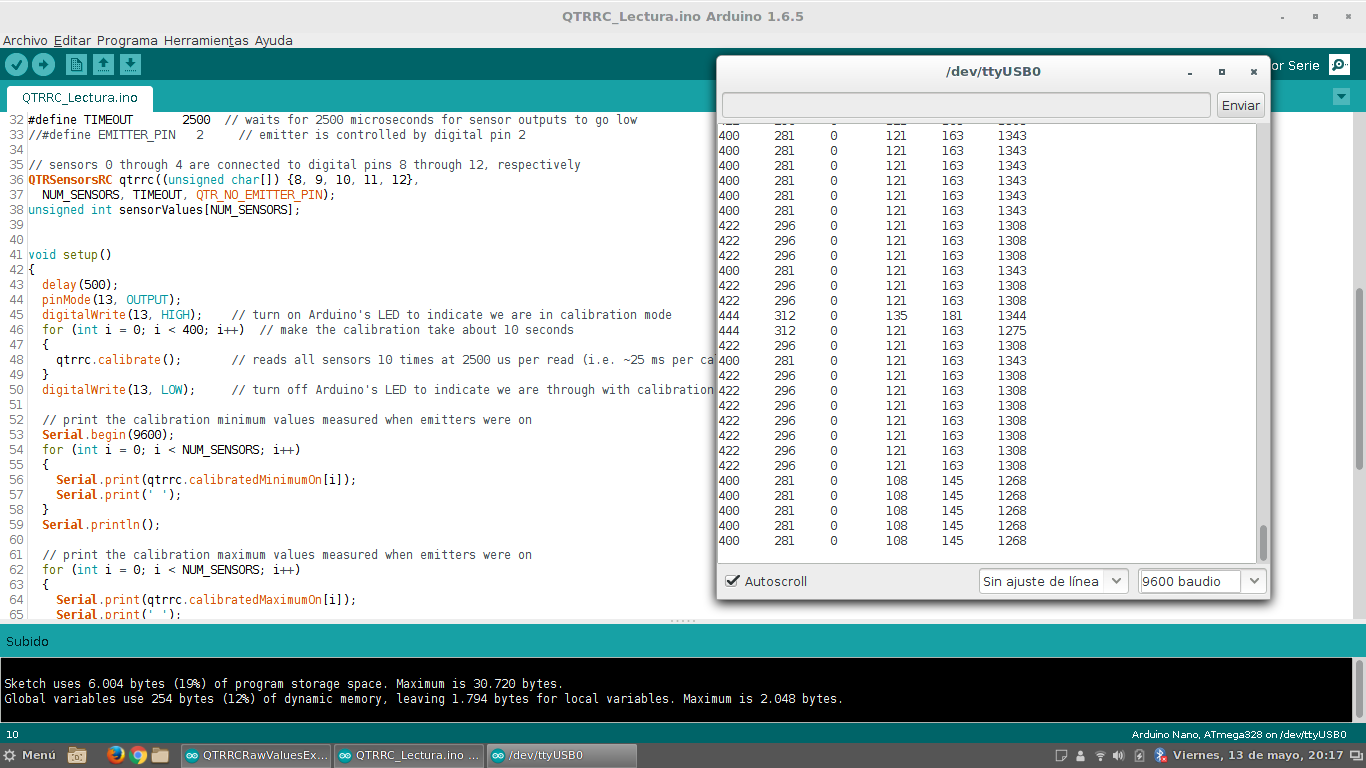 QTRRC_Lectura.ino Arduino 1.6.5
Archivo Editar Programa Herramientas Ayuda
or Serie
QTRRC_Lectura.ino
32 #define TIMEOUT 2500 // waits for 2500 microseconds for sensor outputs to go low
33 //#define EMITTER_PIN 2 // emitter is controlled by digital pin 2
34
35 // sensors 0 through 4 are connected to digital pins 8 through 12, respectively
36 QTRSensorsRC qtrrc((unsigned char[]) {8, 9, 10, 11, 12},
37 NUM_SENSORS, TIMEOUT, QTR_NO_EMITTER_PIN);
38 unsigned int sensorValues[NUM_SENSORS];
39
40
41 void setup()
42 {
43 delay(500);
44 pinMode(13, OUTPUT);
45 digitalWrite(13, HIGH); // turn on Arduino's LED to indicate we are in calibration mode
46 for (int i = 0; i < 400; i++) // make the calibration take about 10 seconds
47 {
48 qtrrc.calibrate(); // reads all sensors 10 times at 2500 us per read (i.e. ~25 ms per ca
49 }
50 digitalWrite(13, LOW); // turn off Arduino's LED to indicate we are through with calibration
51
52 // print the calibration minimum values measured when emitters were on
53 Serial.begin(9600);
54 for (int i = 0; i < NUM_SENSORS; i++)
55 {
56 Serial.print(qtrrc.calibratedMinimumOn[i]);
57 Serial.print(' ');
58 }
59 Serial.println();
60
61 // print the calibration maximum values measured when emitters were on
62 for (int i = 0; i < NUM_SENSORS; i++)
63 {
64 Serial.print(qtrrc.calibratedMaximumOn[i]);
65 Serial.print(' ');
/dev/ttyUSB0
Enviar
400 281 0 121 163 1343
400 281 0 121 163 1343
400 281 0 121 163 1343
400 281 0 121 163 1343
400 281 0 121 163 1343
400 281 0 121 163 1343
422 296 0 121 163 1308
422 296 0 121 163 1308
422 296 0 121 163 1308
400 281 0 121 163 1343
422 296 0 121 163 1308
422 296 0 121 163 1308
444 312 0 135 181 1344
444 312 0 121 163 1275
422 296 0 121 163 1308
400 281 0 121 163 1343
422 296 0 121 163 1308
422 296 0 121 163 1308
422 296 0 121 163 1308
422 296 0 121 163 1308
422 296 0 121 163 1308
422 296 0 121 163 1308
422 296 0 121 163 1308
400 281 0 108 145 1268
400 281 0 108 145 1268
400 281 0 108 145 1268
400 281 0 108 145 1268
400 281 0 108 145 1268
Autoscroll
Sin ajuste de línea
9600 baudio
Subido
Sketch uses 6.004 bytes (19%) of program storage space. Maximum is 30.720 bytes.
Global variables use 254 bytes (12%) of dynamic memory, leaving 1.794 bytes for local variables. Maximum is 2.048 bytes.
10
Arduino Nano, ATmega328 on /dev/ttyUSB0
Menú
QTRRCRawValuesEx...
QTRRC_Lectura.ino ...
/dev/ttyUSB0
Viernes, 13 de mayo, 20:17